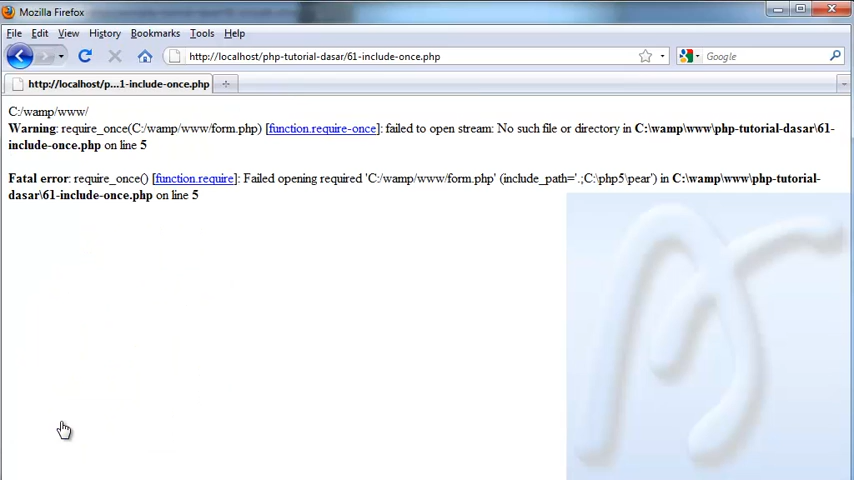 Mozilla Firefox
File Edit View History Bookmarks Tools Help
http://localhost/php-tutorial-dasar/61-include-once.php
Google
http://localhost/p...1-include-once.php
C:/wamp/www/
Warning: require_once(C:/wamp/www/form.php) [function.require-once]: failed to open stream: No such file or directory in C:\wamp\www\php-tutorial-dasar\61-
include-once.php on line 5
Fatal error: require_once() [function.require]: Failed opening required 'C:/wamp/www/form.php' (include_path='.;C:\php5\pear') in C:\wamp\www\php-tutorial-
dasar\61-include-once.php on line 5